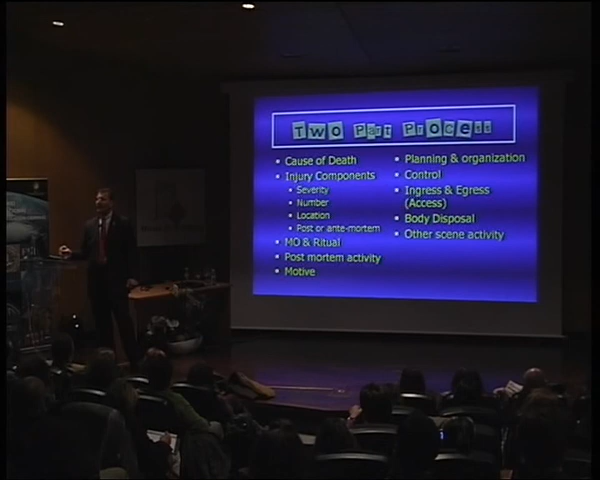 Two Part Process
Cause of Death
Injury Components
Severity
Number
Location
Post or ante-mortem
MO & Ritual
Post mortem activity
Motive
Planning & organization
Control
Ingress & Egress
(Access)
Body Disposal
Other scene activity